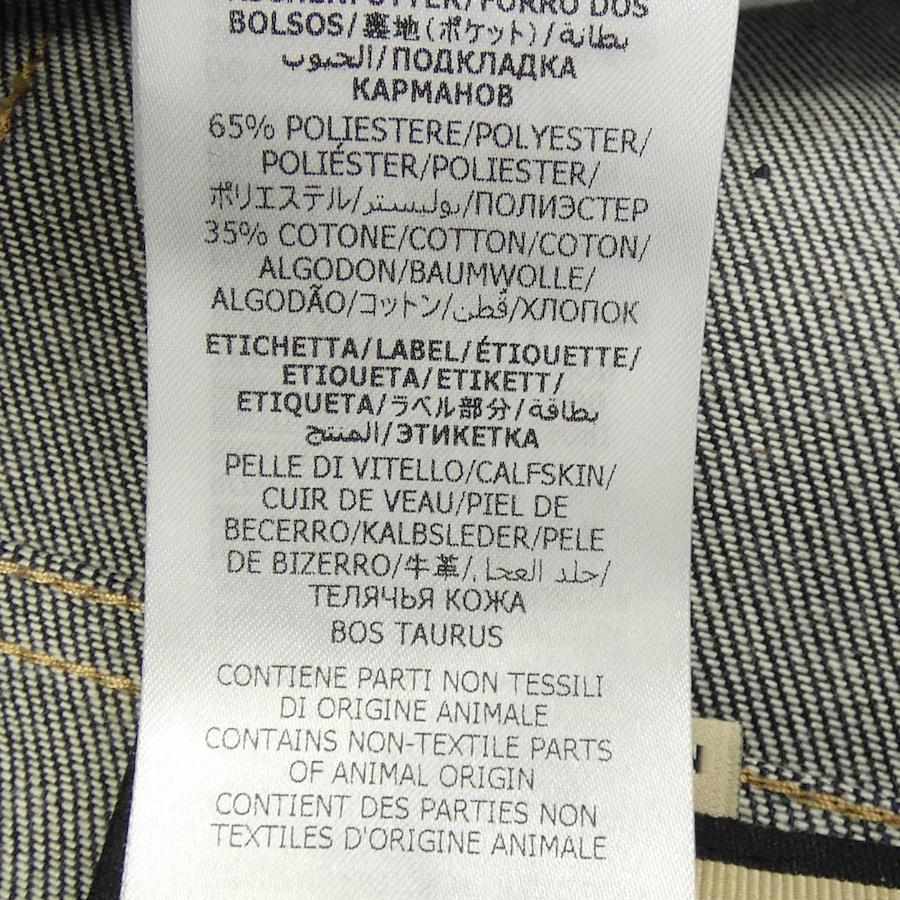 FORRO DOS
BOLSOS/裏地(ポケット)/بطانة
الجيوب/ПОДКЛАДКА
КАРМАНОВ
65% POLIESTERE/POLYESTER/
POLIÉSTER/POLIESTER/
ポリエステル/بوليستر/ПОЛИЭСТЕР
35% COTONE/COTTON/COTON/
ALGODON/BAUMWOLLE/
ALGODÃO/コットン/قطن/ХЛОПОК
ETICHETTA/LABEL/ÉTIQUETTE/
ETIQUETA/ETIKETT/
ETIQUETA/ラベル部分/بطاقة
المنتج/ЭТИКЕТКА
PELLE DI VITELLO/CALFSKIN/
CUIR DE VEAU/PIEL DE
BECERRO/KALBSLEDER/PELE
DE BIZERRO/牛革/جلد العجل/
ТЕЛЯЧЬЯ КОЖА
BOS TAURUS
CONTIENE PARTI NON TESSILI
DI ORIGINE ANIMALE
CONTAINS NON-TEXTILE PARTS
OF ANIMAL ORIGIN
CONTIENT DES PARTIES NON
TEXTILES D'ORIGINE ANIMALE